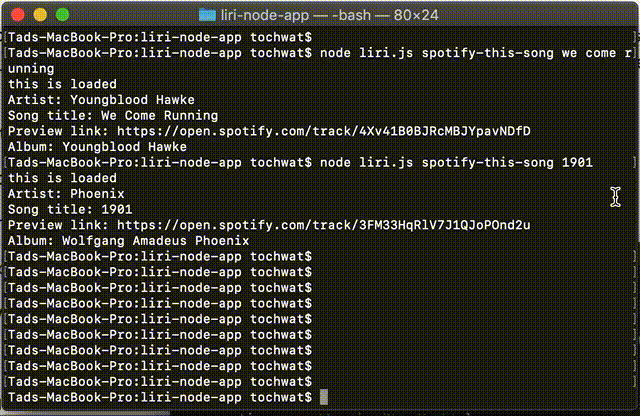 liri-node-app — -bash — 80×24
[Tads-MacBook-Pro:liri-node-app tochwat$ ]
[Tads-MacBook-Pro:liri-node-app tochwat$ node liri.js spotify-this-song we come r]
unning
this is loaded
Artist: Youngblood Hawke
Song title: We Come Running
Preview link: https://open.spotify.com/track/4Xv41B0BJRcMBJYpavNDfD
Album: Youngblood Hawke
[Tads-MacBook-Pro:liri-node-app tochwat$ node liri.js spotify-this-song 1901 ]
this is loaded
Artist: Phoenix
Song title: 1901
Preview link: https://open.spotify.com/track/3FM33HqRlV7J1QJoPOnd2u
Album: Wolfgang Amadeus Phoenix
[Tads-MacBook-Pro:liri-node-app tochwat$ ]
[Tads-MacBook-Pro:liri-node-app tochwat$ ]
[Tads-MacBook-Pro:liri-node-app tochwat$ ]
[Tads-MacBook-Pro:liri-node-app tochwat$ ]
[Tads-MacBook-Pro:liri-node-app tochwat$ ]
[Tads-MacBook-Pro:liri-node-app tochwat$ ]
[Tads-MacBook-Pro:liri-node-app tochwat$ ]
[Tads-MacBook-Pro:liri-node-app tochwat$ ]
[Tads-MacBook-Pro:liri-node-app tochwat$ ]
Tads-MacBook-Pro:liri-node-app tochwat$